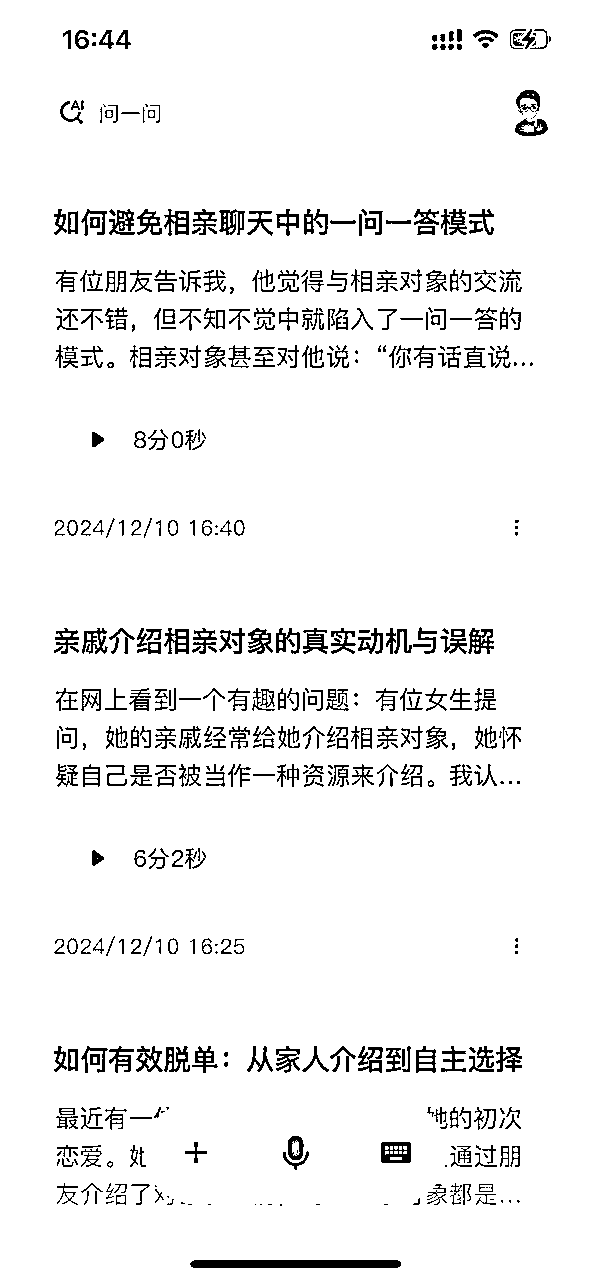 16:44
问一问
如何避免相亲聊天中的一问一答模式
有位朋友告诉我，他觉得与相亲对象的交流
还不错，但不知不觉中就陷入了一问一答的
模式。相亲对象甚至对他说：“你有话直说...
8分0秒
2024/12/10 16:40
亲戚介绍相亲对象的真实动机与误解
在网上看到一个有趣的问题：有位女生提
问，她的亲戚经常给她介绍相亲对象，她怀
疑自己是否被当作一种资源来介绍。我认...
6分2秒
2024/12/10 16:25
如何有效脱单：从家人介绍到自主选择
最近有一 她的初次
恋爱。她 通过朋
友介绍了 象都是...